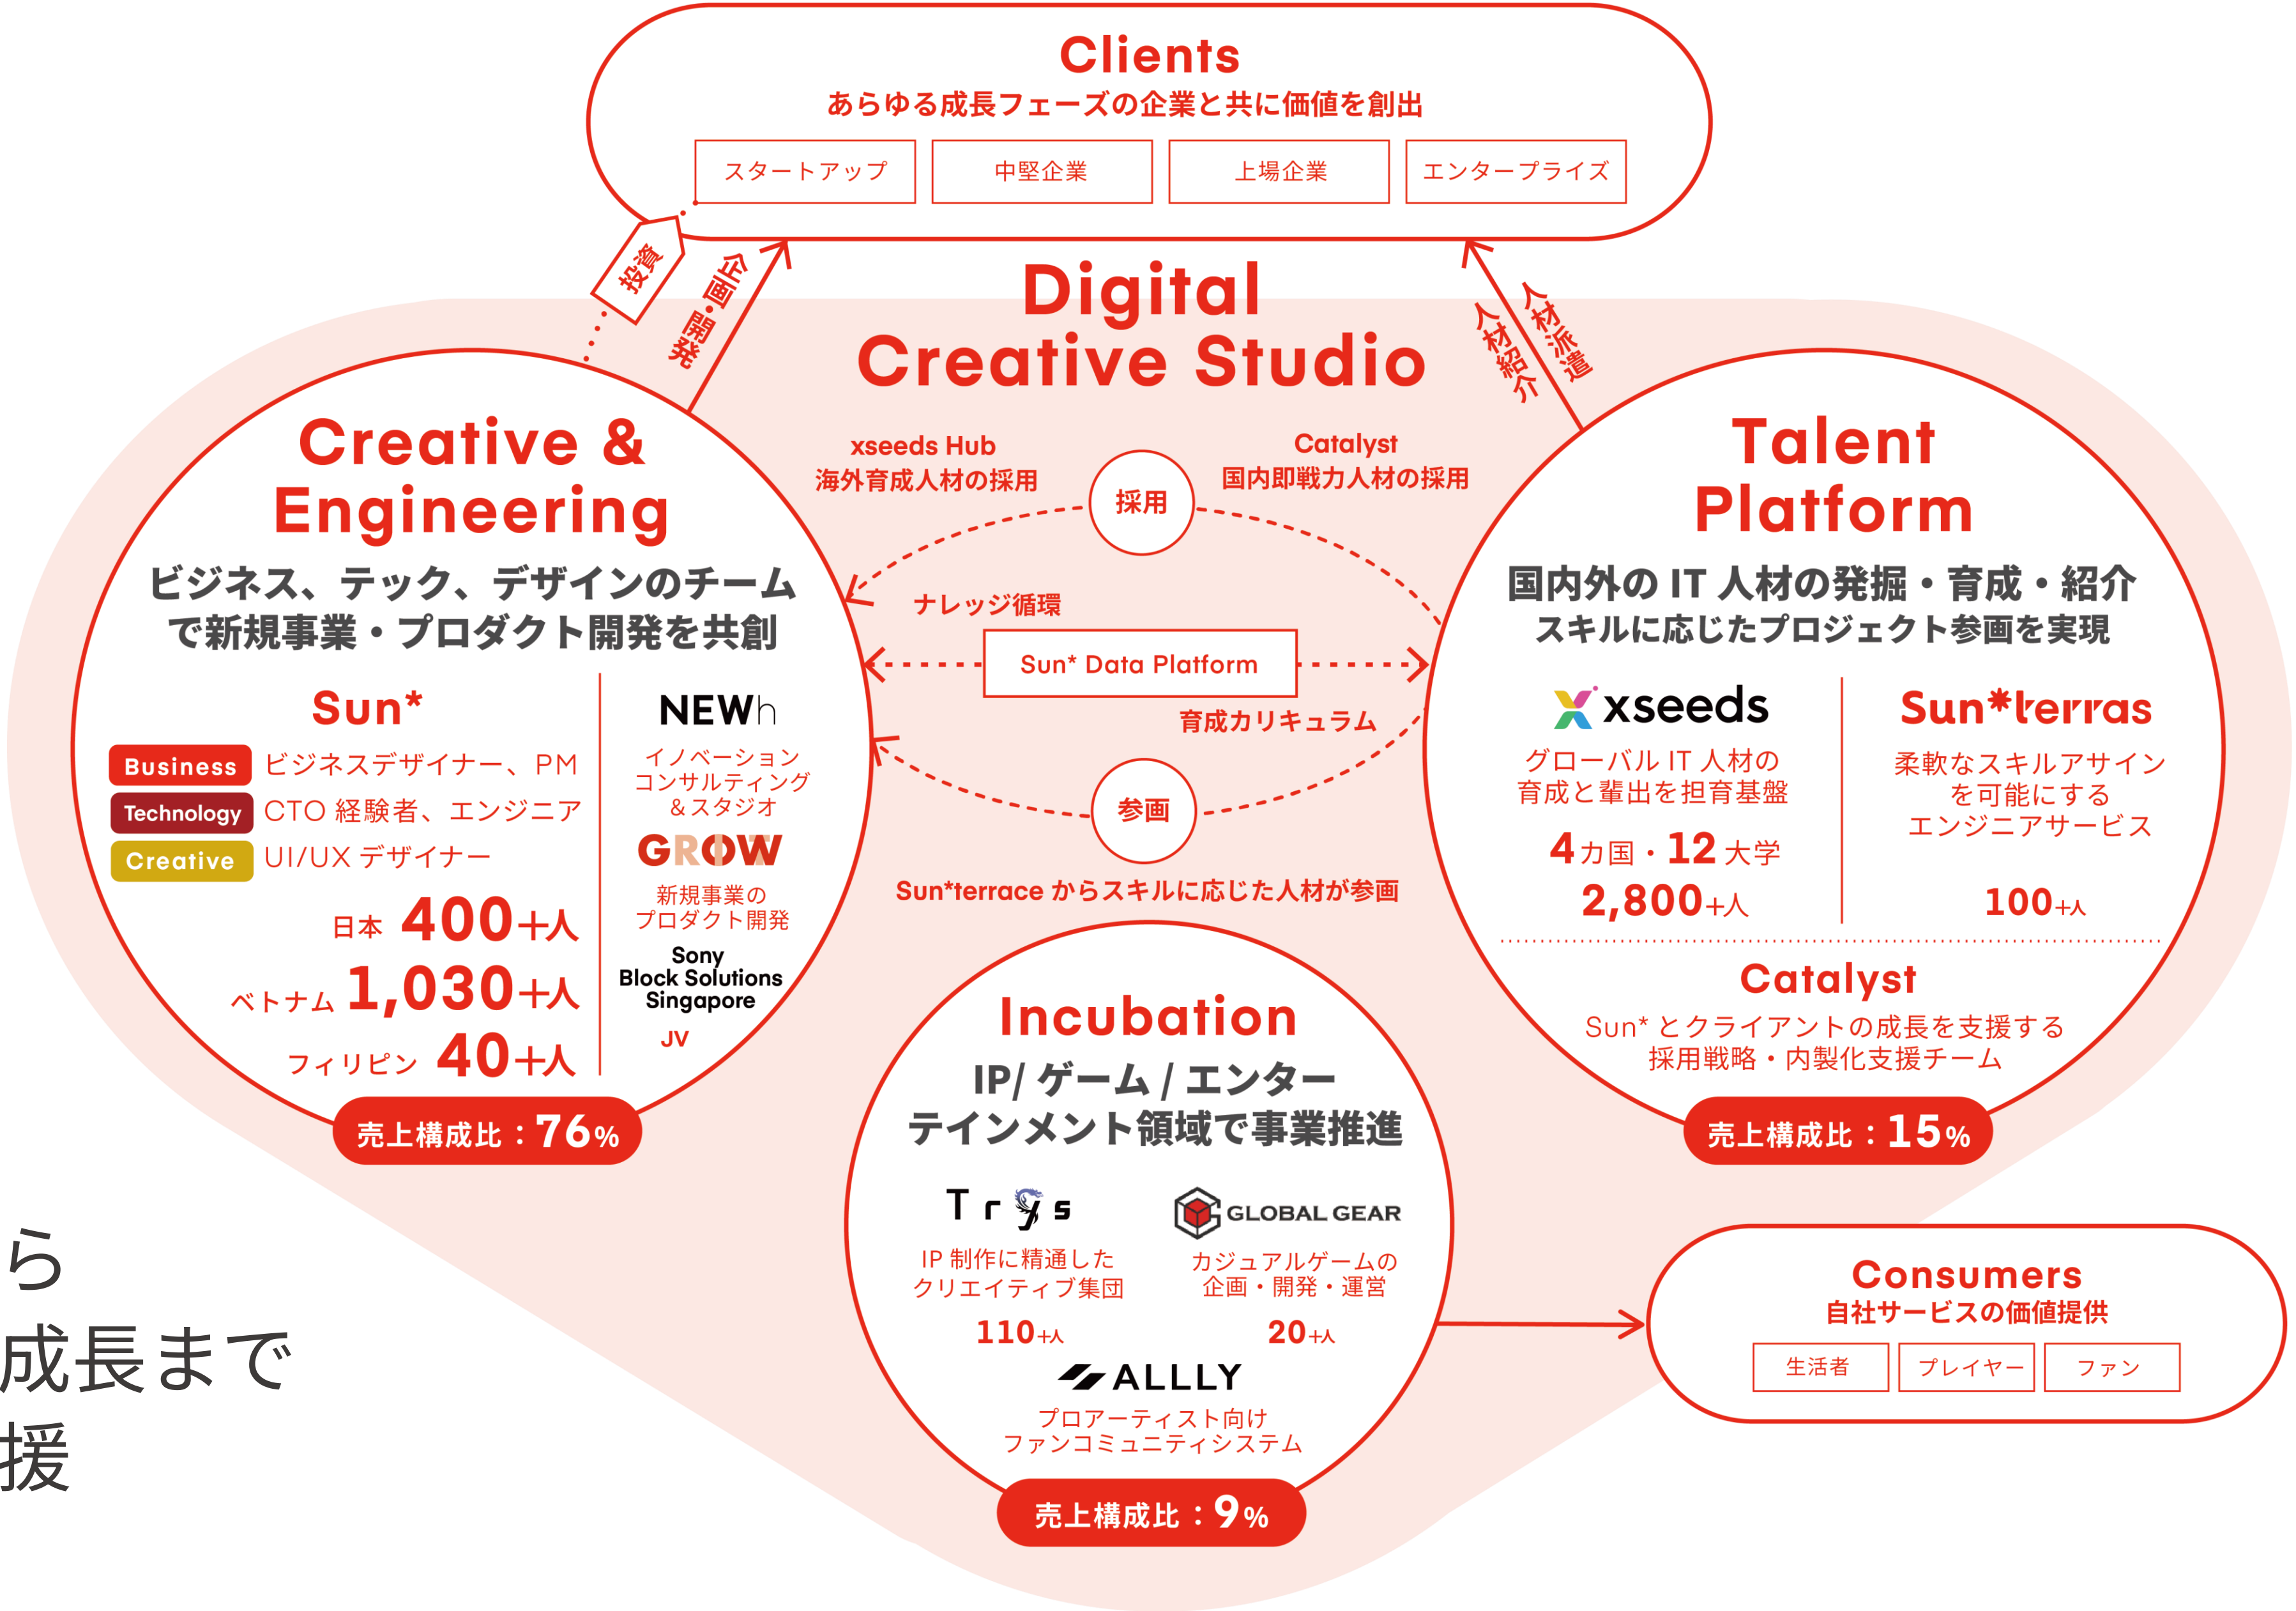 Clients
あらゆる成長フェーズの企業と共に価値を創出
スタートアップ
中堅企業
上場企業
エンタープライズ
投資
企画・開発
Digital
Creative Studio
人材紹介
人材派遣
Creative &
Engineering
ビジネス、テック、デザインのチーム
で新規事業・プロダクト開発を共創
Sun*
Business ビジネスデザイナー、PM
Technology CTO 経験者、エンジニア
Creative UI/UX デザイナー
日本 400+人
ベトナム 1,030+人
フィリピン 40+人
NEWh
イノベーション
コンサルティング
&スタジオ
GROWTH
新規事業の
プロダクト開発
Sony
Block Solutions
Singapore
JV
売上構成比：76%
xseeds Hub
海外育成人材の採用
採用
Catalyst
国内即戦力人材の採用
ナレッジ循環
Sun* Data Platform
育成カリキュラム
参画
Sun*terrace からスキルに応じた人材が参画
Talent
Platform
国内外の IT 人材の発掘・育成・紹介
スキルに応じたプロジェクト参画を実現
xseeds
グローバル IT 人材の
育成と輩出を担育基盤
4カ国・12大学
2,800+人
Sun*terras
柔軟なスキルアサイン
を可能にする
エンジニアサービス
100+人
Catalyst
Sun* とクライアントの成長を支援する
採用戦略・内製化支援チーム
売上構成比：15%
Incubation
IP/ ゲーム / エンター
テインメント領域で事業推進
Trys
IP 制作に精通した
クリエイティブ集団
110+人
GLOBAL GEAR
カジュアルゲームの
企画・開発・運営
20+人
ALLLY
プロアーティスト向け
ファンコミュニティシステム
売上構成比：9%
Consumers
自社サービスの価値提供
生活者
プレイヤー
ファン
ら
成長まで
援